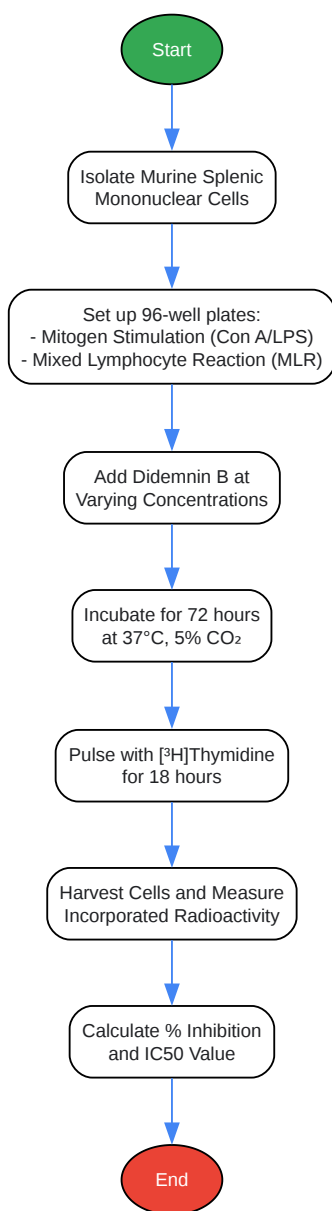 Start
Isolate Murine Splenic
Mononuclear Cells
Set up 96-well plates:
- Mitogen Stimulation (Con A/LPS)
- Mixed Lymphocyte Reaction (MLR)
Add Didemnin B at
Varying Concentrations
Incubate for 72 hours
at 37°C, 5% CO₂
Pulse with [³H]Thymidine
for 18 hours
Harvest Cells and Measure
Incorporated Radioactivity
Calculate % Inhibition
and IC50 Value
End